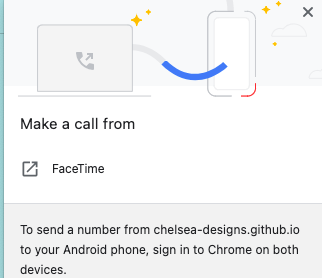 Make a call from
FaceTime
To send a number from chelsea-designs.github.io
to your Android phone, sign in to Chrome on both
devices.